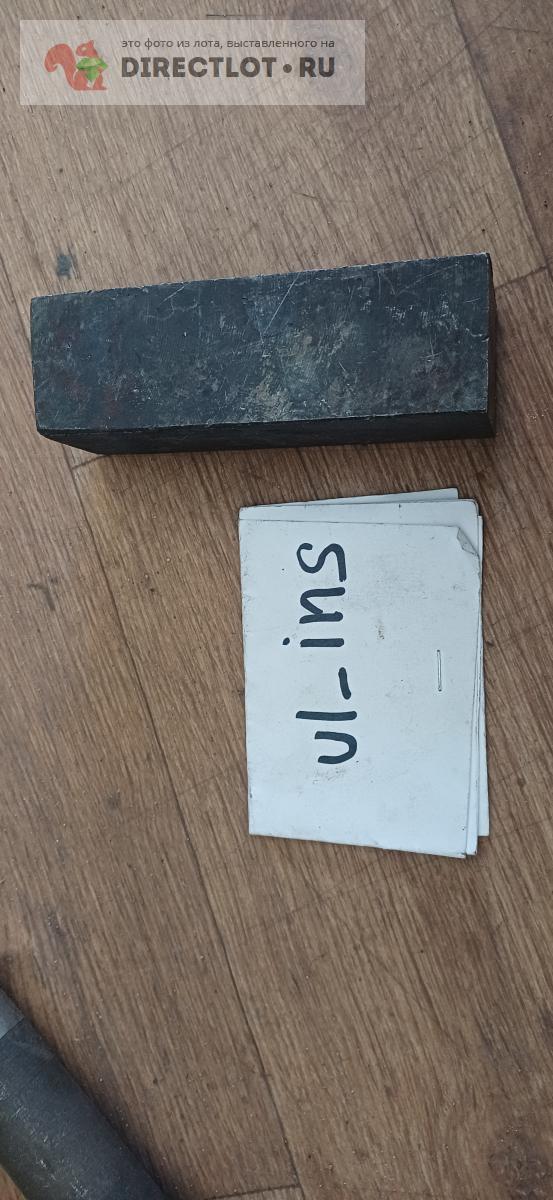 это фото из лота, выставленного на
DIRECTLOT.RU
ul_ins